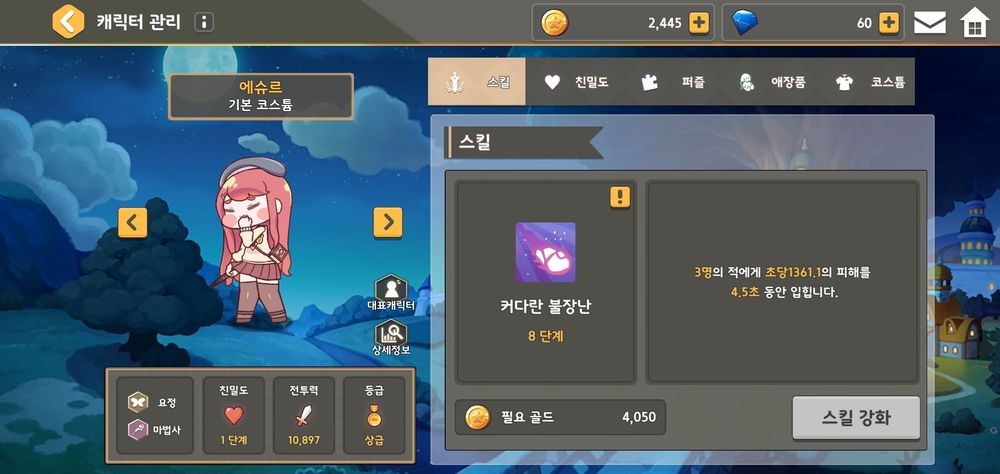 캐릭터 관리
2,445
60
에슈르
기본 코스튬
스킬
친밀도
퍼즐
애장품
코스튬
스킬
커다란 불장난
8 단계
3명의 적에게 초당1361.1의 피해를
4.5초 동안 입힙니다.
대표캐릭터
상세정보
요정
마법사
친밀도
1 단계
전투력
10,897
등급
상급
필요 골드
4,050
스킬 강화